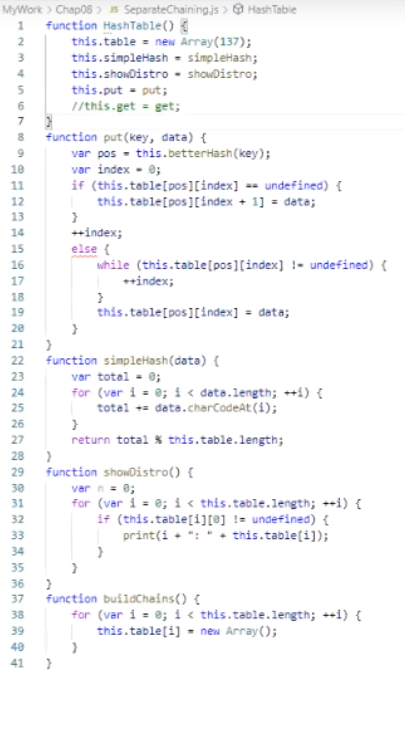 MyWork > Chap08 > JS SeparateChaining.js > HashTable
1 function HashTable() {
2     this.table = new Array(137);
3     this.simpleHash = simpleHash;
4     this.showDistro = showDistro;
5     this.put = put;
6     //this.get = get;
7 }
8 function put(key, data) {
9     var pos = this.betterHash(key);
10     var index = 0;
11     if (this.table[pos][index] == undefined) {
12         this.table[pos][index + 1] = data;
13     }
14     ++index;
15     else {
16         while (this.table[pos][index] != undefined) {
17             ++index;
18         }
19         this.table[pos][index] = data;
20     }
21 }
22 function simpleHash(data) {
23     var total = 0;
24     for (var i = 0; i < data.length; ++i) {
25         total += data.charCodeAt(i);
26     }
27     return total % this.table.length;
28 }
29 function showDistro() {
30     var n = 0;
31     for (var i = 0; i < this.table.length; ++i) {
32         if (this.table[i][0] != undefined) {
33             print(i + ": " + this.table[i]);
34         }
35     }
36 }
37 function buildChains() {
38     for (var i = 0; i < this.table.length; ++i) {
39         this.table[i] = new Array();
40     }
41 }